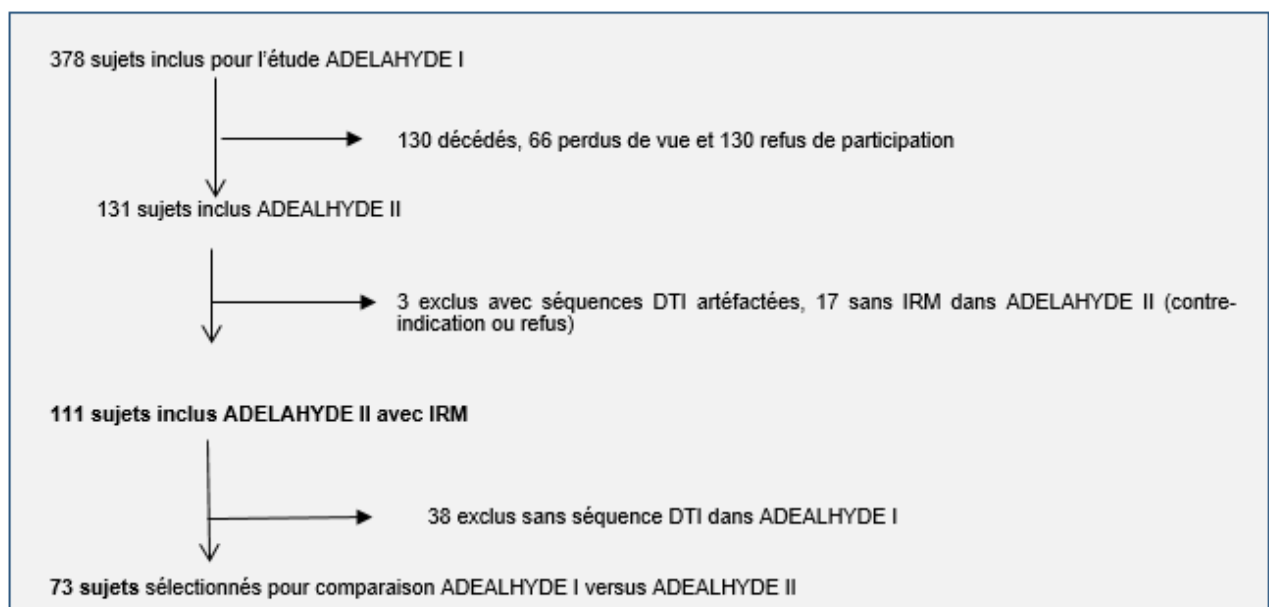 378 sujets inclus pour l'étude ADELAHYDE I
130 décédés, 66 perdus de vue et 130 refus de participation
131 sujets inclus ADEALHYDE II
3 exclus avec séquences DTI artéfactées, 17 sans IRM dans ADELAHYDE II (contre-
indication ou refus)
111 sujets inclus ADELAHYDE II avec IRM
38 exclus sans séquence DTI dans ADEALHYDE I
73 sujets sélectionnés pour comparaison ADEALHYDE I versus ADEALHYDE II